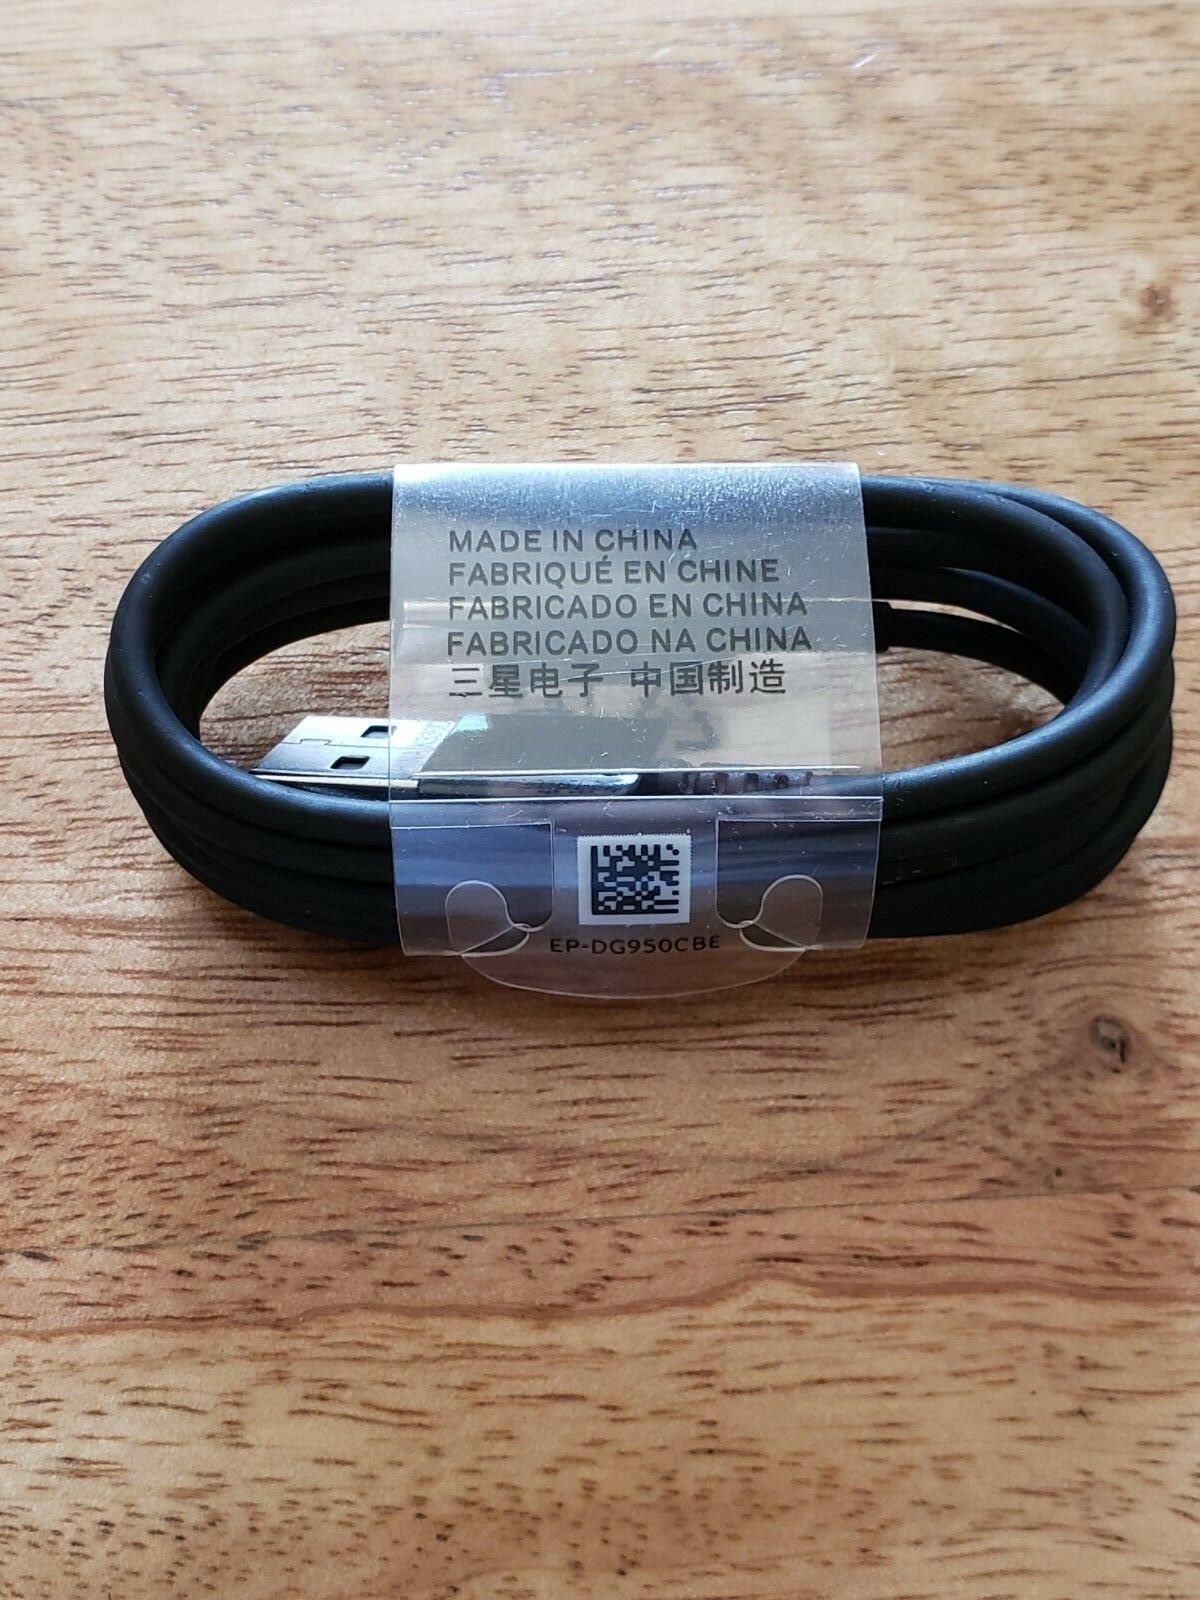 MADE IN CHINA
FABRIQUÉ EN CHINE
FABRICADO EN CHINA
FABRICADO NA CHINA
三星电子 中国制造
EP-DG950CBE